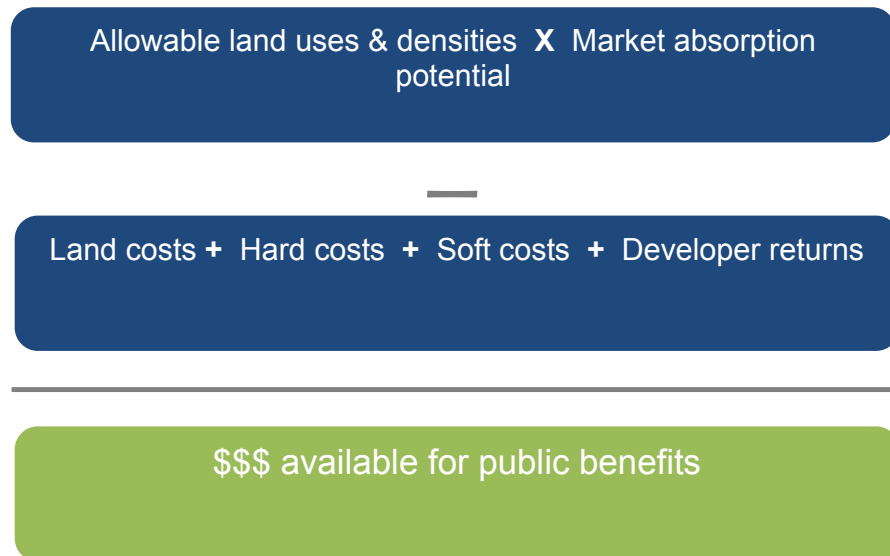 Allowable land uses & densities X Market absorption
potential
—
Land costs + Hard costs + Soft costs + Developer returns
$$$ available for public benefits